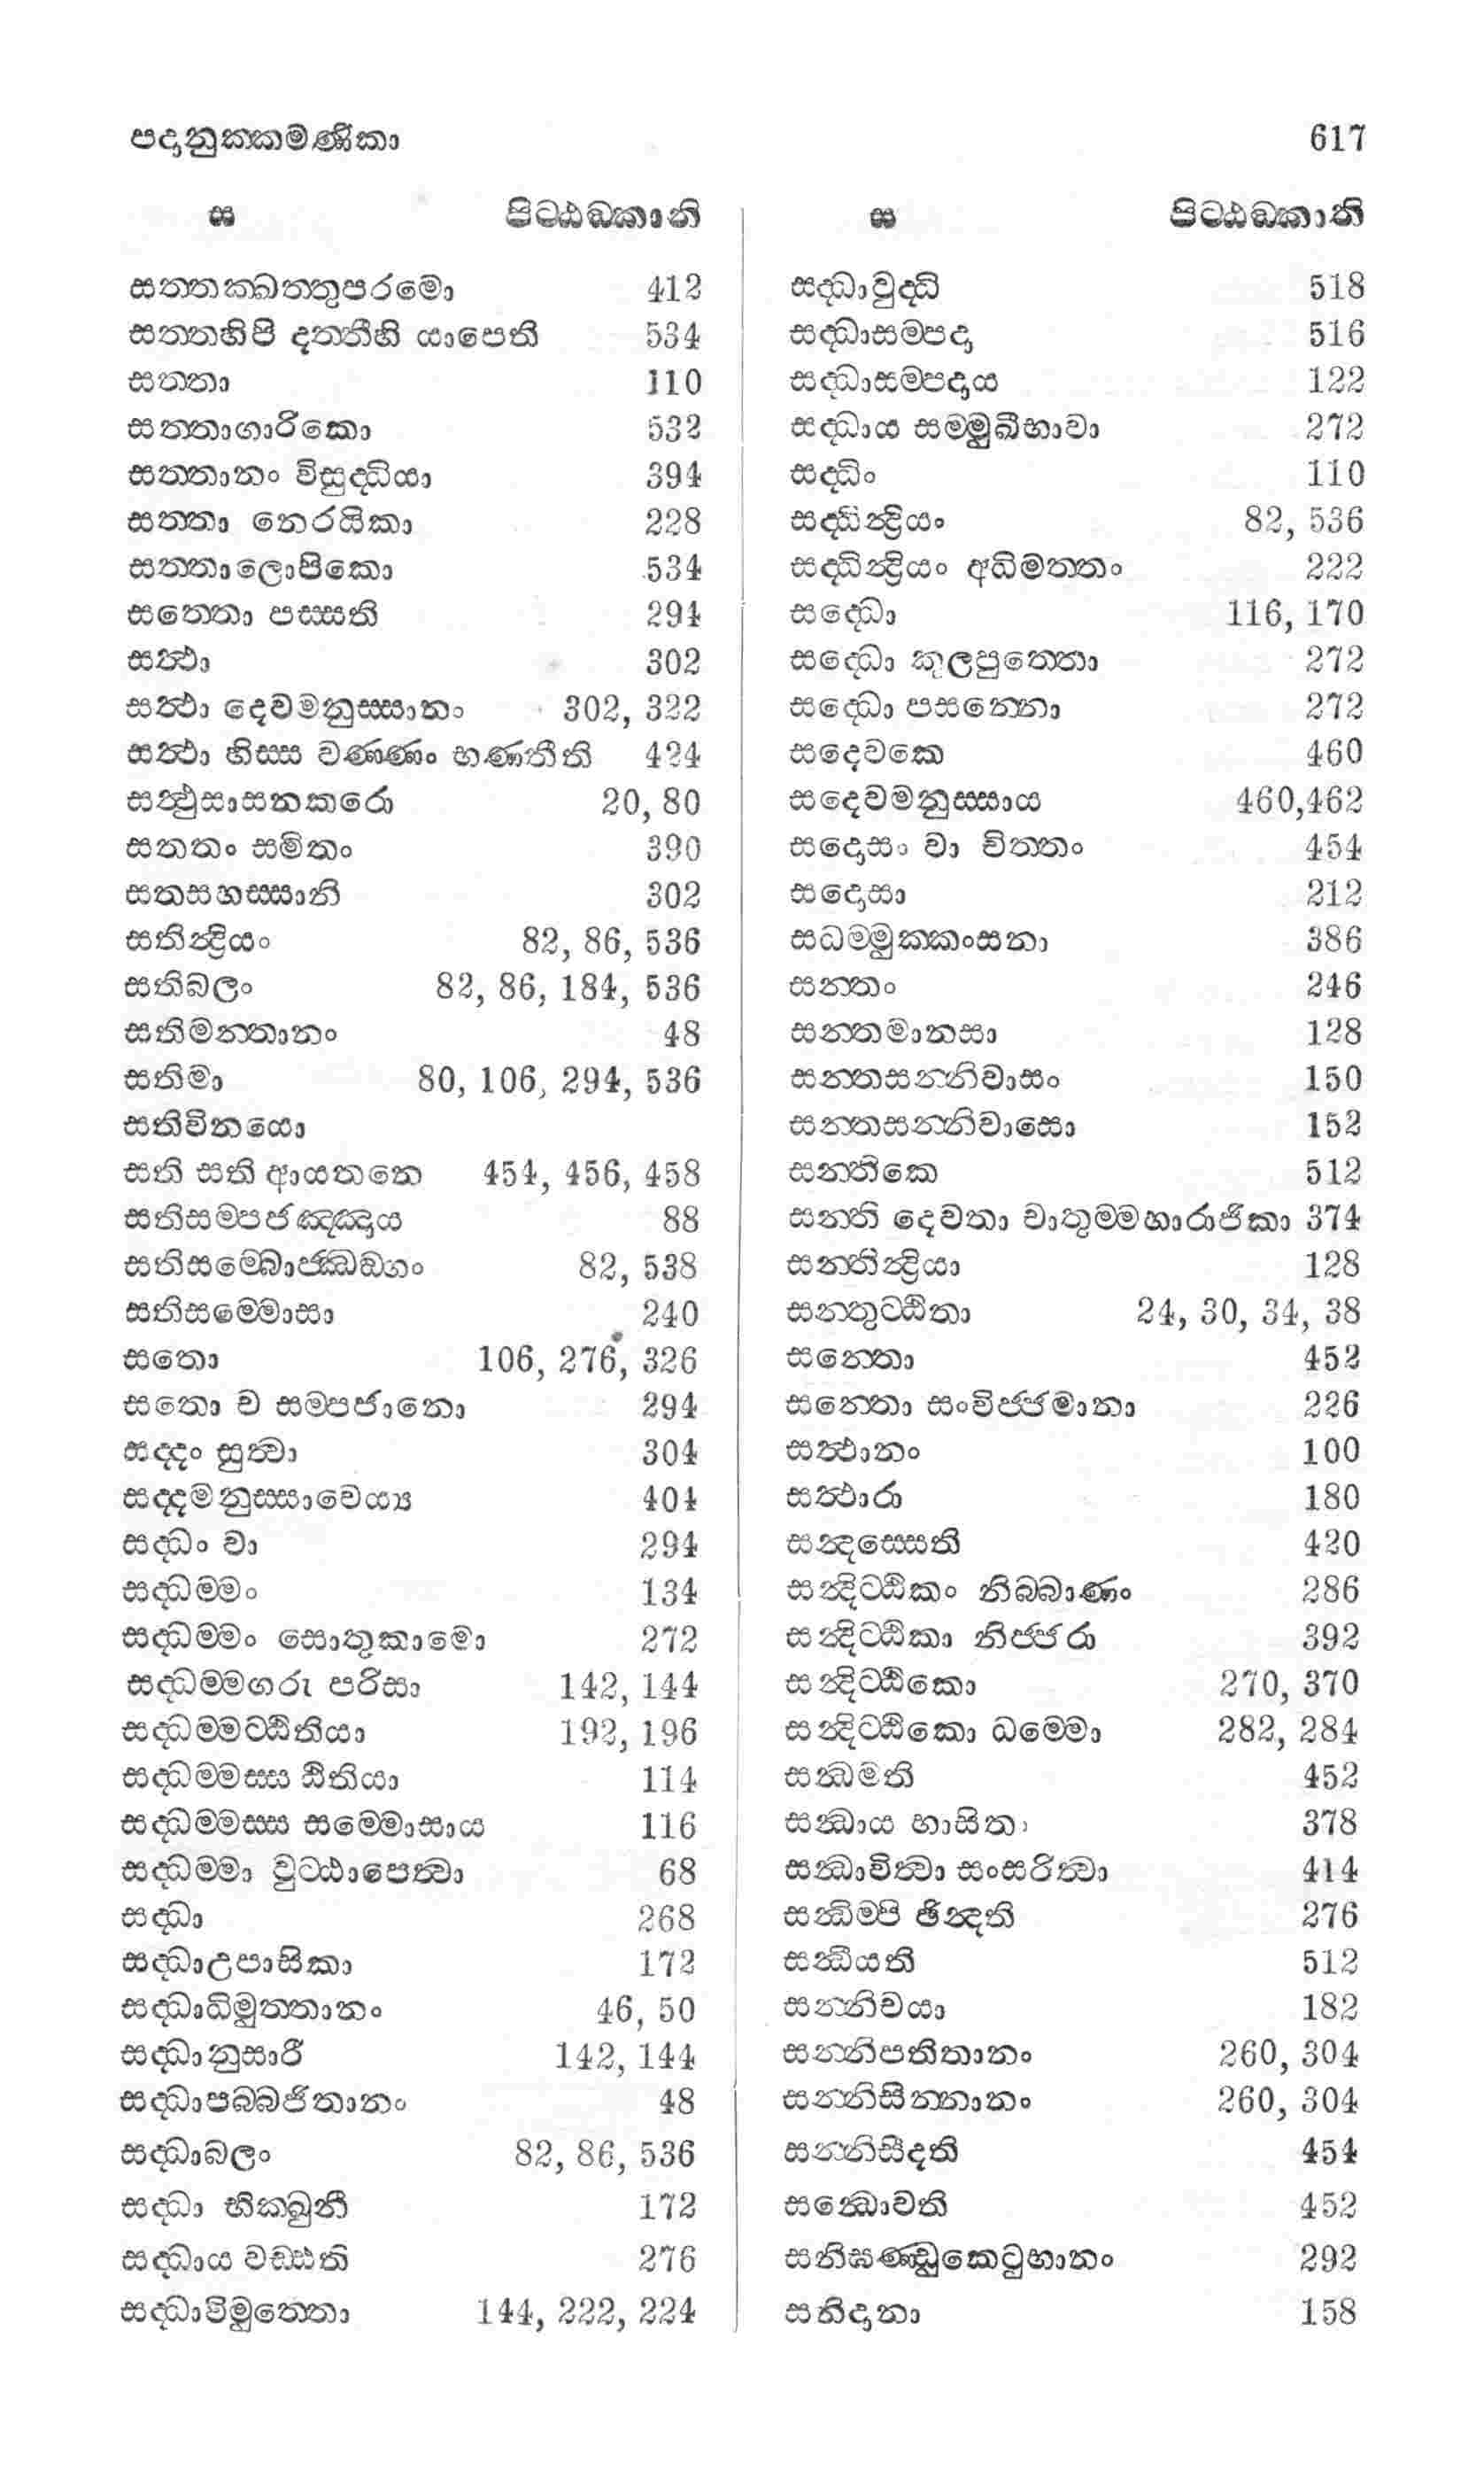 පදානුක්කමණිකා 617
ස පිට්ඨඞ්කානි
සත්තක්ඛත්තුපරමො 412
සත්තහිපි දත්තීහි යාපෙති 534
සත්තා 110
සත්තාගාරිකො 532
සත්තානං විසුද්ධියා 394
සත්තා නෙරයිකා 228
සත්තාලොපිකො 534
සත්තො පස්සති 294
සත්ථා 302
සත්ථා දෙවමනුස්සානං 302, 322
සත්ථා හිස්ස වණ්ණං භණතීති 424
සත්ථුසාසනකරො 20, 80
සතතං සමිතං 390
සතසහස්සානි 302
සතින්ද්‍රියං 82, 86, 536
සතිබලං 82, 86, 184, 536
සතිමන්තානං 48
සතිමා 80, 106, 294, 536
සතිවිනයො
සති සති ආයතනෙ 454, 456, 458
සතිසම්පජඤ්ඤාය 88
සතිසම්බොජ්ඣඞ්ගං 82, 538
සතිසම්මොසා 240
සතො 106, 276, 326
සතො ච සම්පජානො 294
සද්දං සුත්වා 304
සද්දමනුස්සාවෙය්‍ය 404
සද්ධං වා 294
සද්ධම්මං 134
සද්ධම්මං සොතුකාමො 272
සද්ධම්මගරු පරිසා 142, 144
සද්ධම්මට්ඨිතියා 192, 196
සද්ධම්මස්ස ඨිතියා 114
සද්ධම්මස්ස සම්මොසාය 116
සද්ධම්මා වුට්ඨාපෙත්වා 68
සද්ධා 268
සද්ධාඋපාසිකා 172
සද්ධාධිමුත්තානං 46, 50
සද්ධානුසාරී 142, 144
සද්ධාපබ්බජිතානං 48
සද්ධාබලං 82, 86, 536
සද්ධා භික්ඛුනී 172
සද්ධාය වඩ්ඪති 276
සද්ධාවිමුත්තො 144, 222, 224
ස පිට්ඨඞ්කානි
සද්ධාවුද්ධි 518
සද්ධාසම්පදා 516
සද්ධාසම්පදාය 122
සද්ධාය සම්මුඛීභාවා 272
සද්ධිං 110
සද්ධින්ද්‍රියං 82, 536
සද්ධින්ද්‍රියං අධිමත්තං 222
සද්ධො 116, 170
සද්ධො කුලපුත්තො 272
සද්ධො පසන්නො 272
සදෙවකෙ 460
සදෙවමනුස්සාය 460,462
සදොසං වා චිත්තං 454
සදොසා 212
සධම්මුක්කංසනා 386
සන්තං 246
සන්තමානසා 128
සන්තසන්නිවාසං 150
සන්තසන්නිවාසො 152
සන්තිකෙ 512
සන්ති දෙවතා චාතුම්මහාරාජිකා 374
සන්තින්ද්‍රියා 128
සන්තුට්ඨිතා 24, 30, 34, 38
සන්තො 452
සන්තො සංවිජ්ජමානා 226
සන්ථානං 100
සන්ථාරා 180
සන්දස්සෙති 420
සන්දිට්ඨිකං නිබ්බාණං 286
සන්දිට්ඨිකා නිජ්ජරා 392
සන්දිට්ඨිකො 270, 370
සන්දිට්ඨිකො ධම්මො 282, 284
සන්ධමති 452
සන්ධාය භාසිතා 378
සන්ධාවිත්වා සංසරිත්වා 414
සන්ධිම්පි ඡින්දති 276
සන්ධීයති 512
සන්නිචයා 182
සන්නිපතිතානං 260, 304
සන්නිසින්නානං 260, 304
සන්නිසීදති 454
සන්ධොවති 452
සනිඝණ්ඩුකෙටුභානං 292
සනිදානා 158